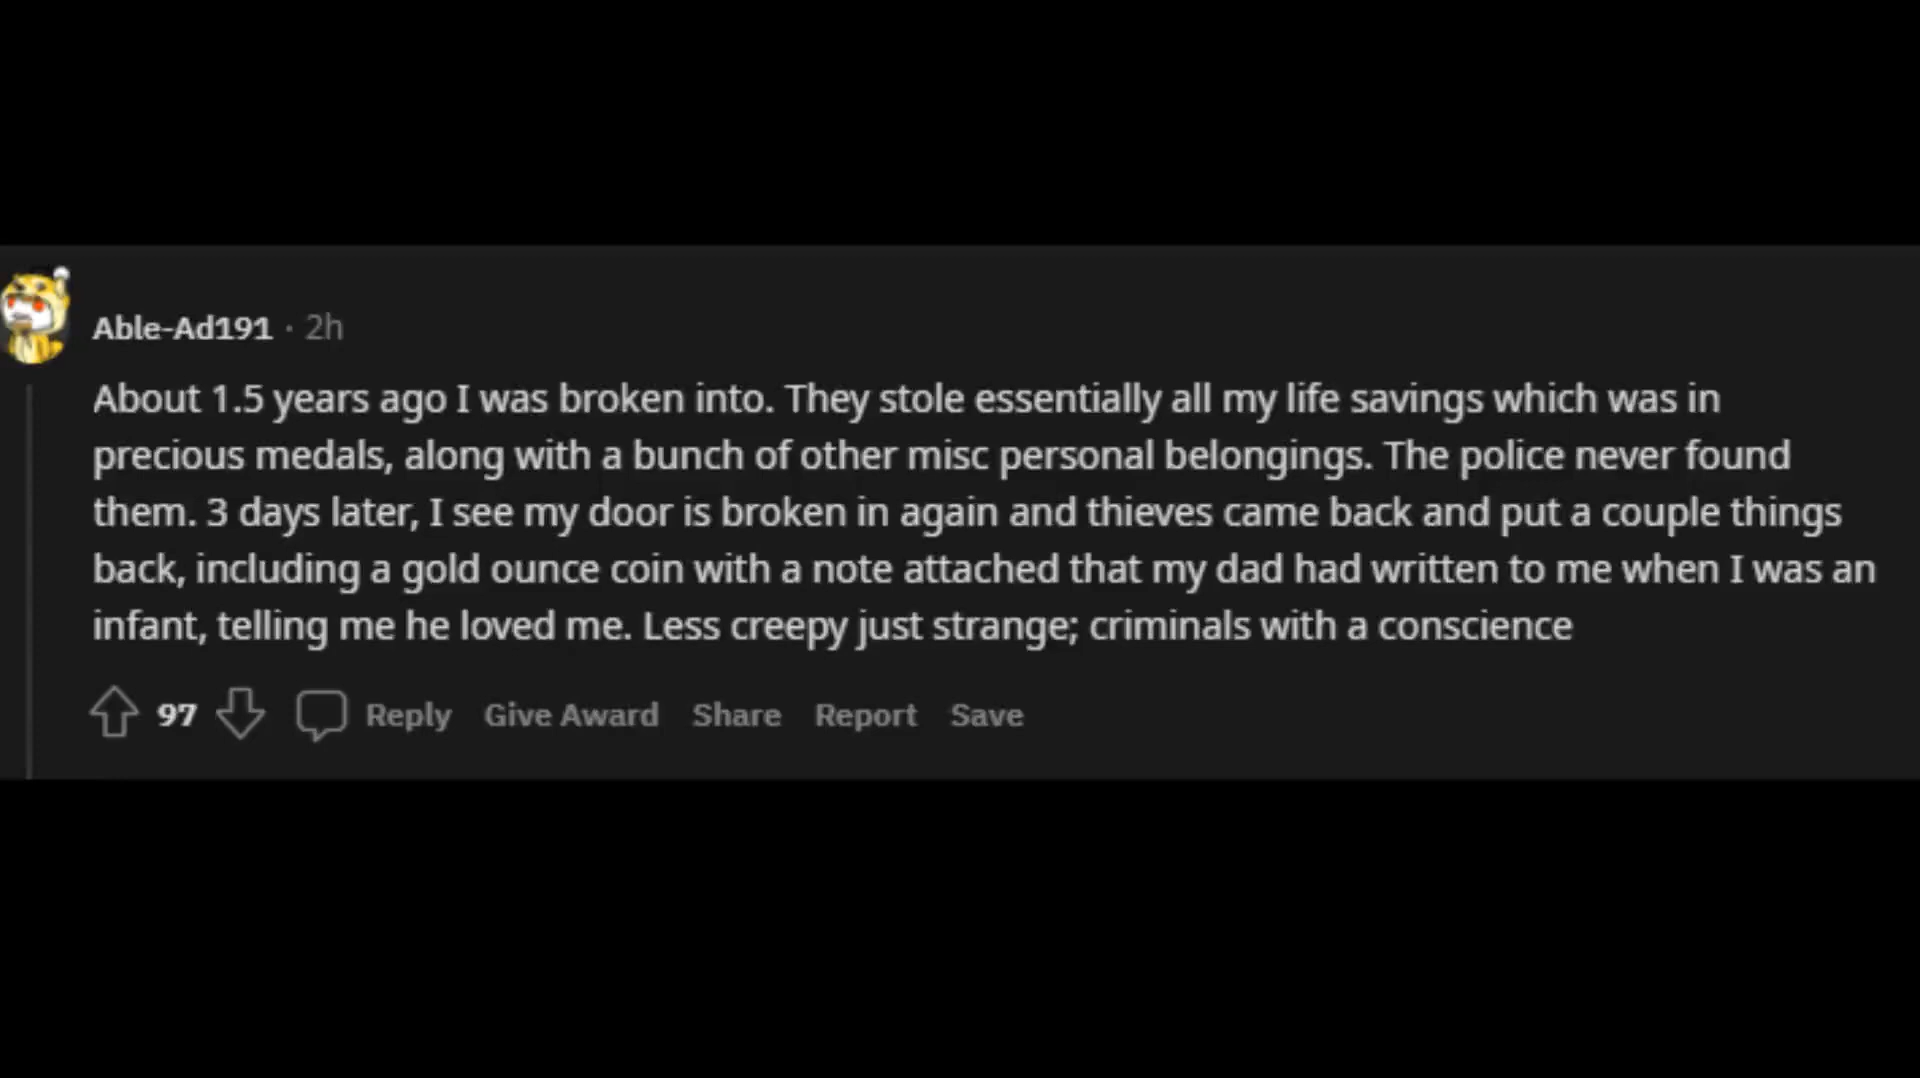 Able-Ad191 · 2h
About 1.5 years ago I was broken into. They stole essentially all my life savings which was in
precious medals, along with a bunch of other misc personal belongings. The police never found
them. 3 days later, I see my door is broken in again and thieves came back and put a couple things
back, including a gold ounce coin with a note attached that my dad had written to me when I was an
infant, telling me he loved me. Less creepy just strange; criminals with a conscience
97 Reply Give Award Share Report Save